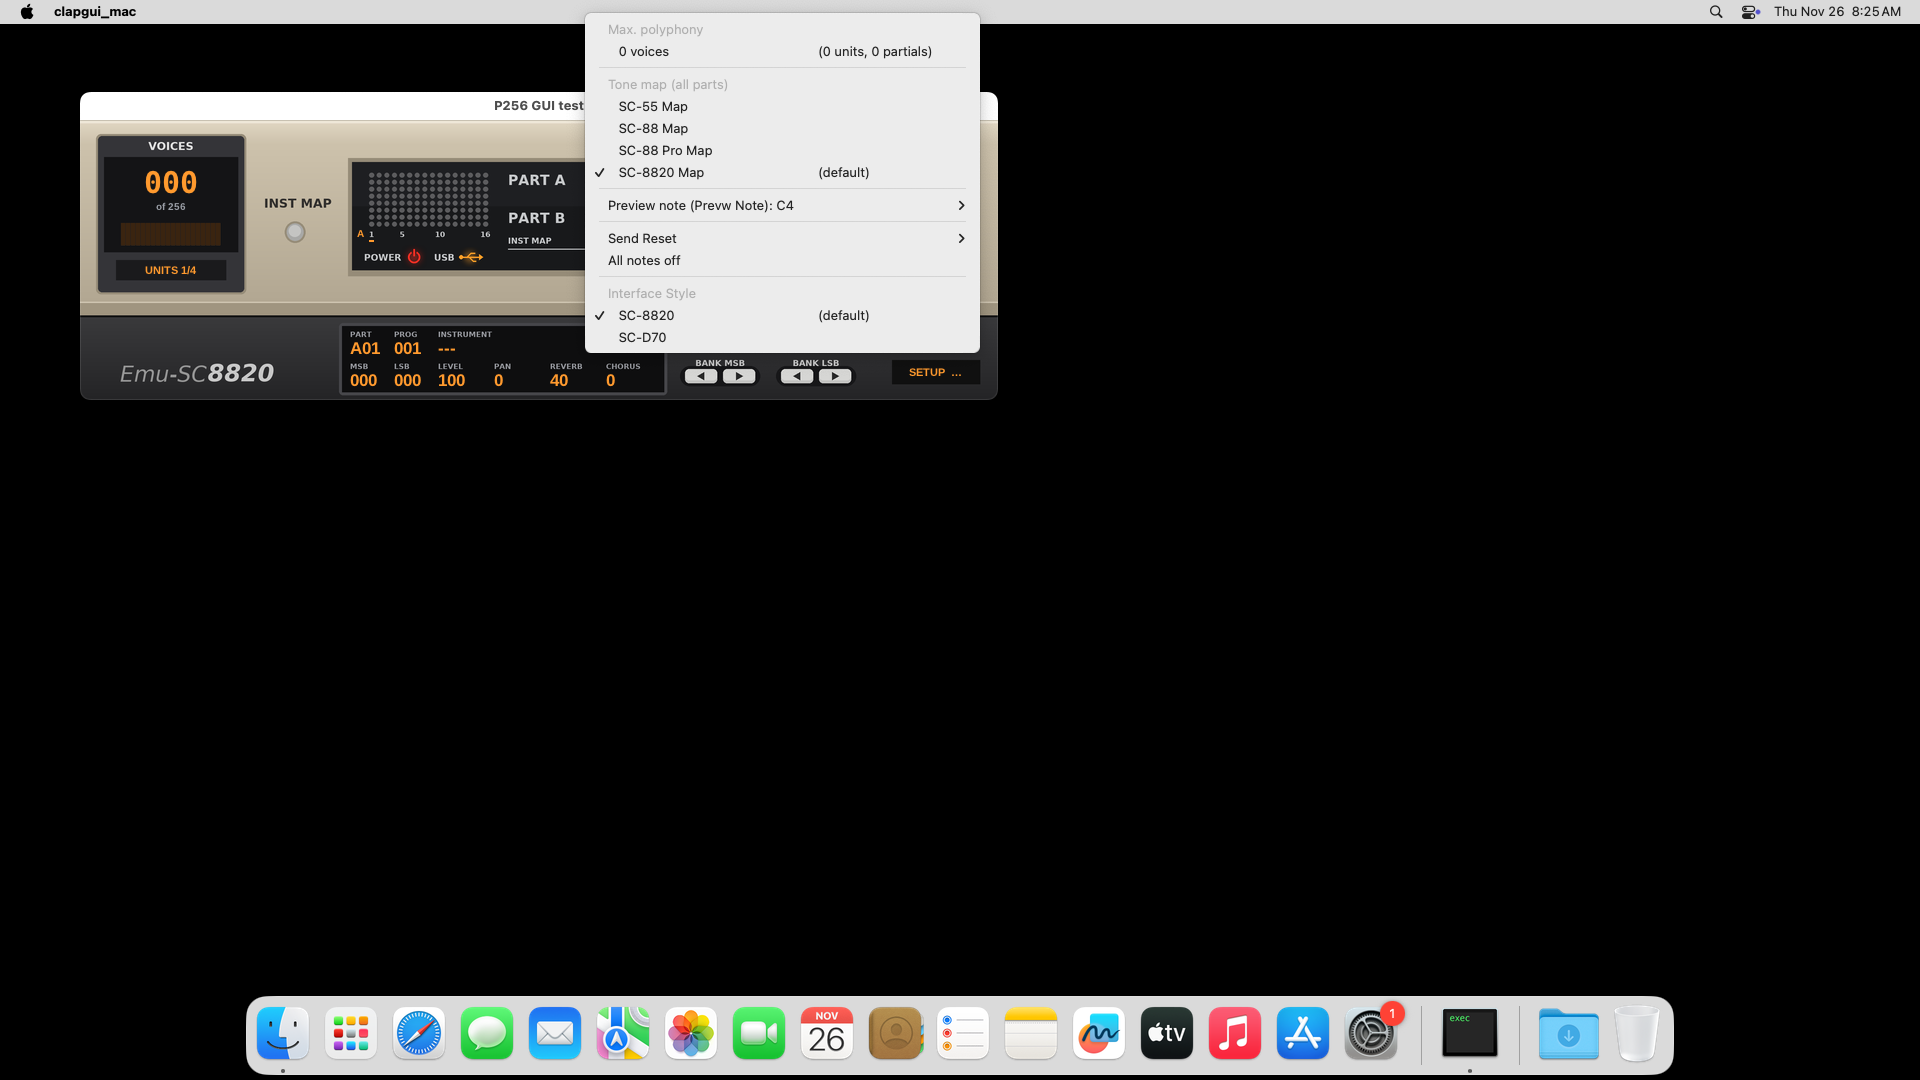 clapgui_mac
Thu Nov 26 8:25 AM
Max. polyphony
0 voices (0 units, 0 partials)
Tone map (all parts)
SC-55 Map
SC-88 Map
SC-88 Pro Map
✓ SC-8820 Map (default)
Preview note (Prevw Note): C4
Send Reset
All notes off
Interface Style
✓ SC-8820 (default)
SC-D70
P256 GUI test
VOICES
000
of 256
UNITS 1/4
INST MAP
PART A
PART B
A 1 5 10 16
INST MAP
POWER USB
Emu-SC8820
PART PROG INSTRUMENT
A01 001 ---
MSB LSB LEVEL PAN REVERB CHORUS
000 000 100 0 40 0
BANK MSB BANK LSB
SETUP ...
NOV
26
tv
1
exec